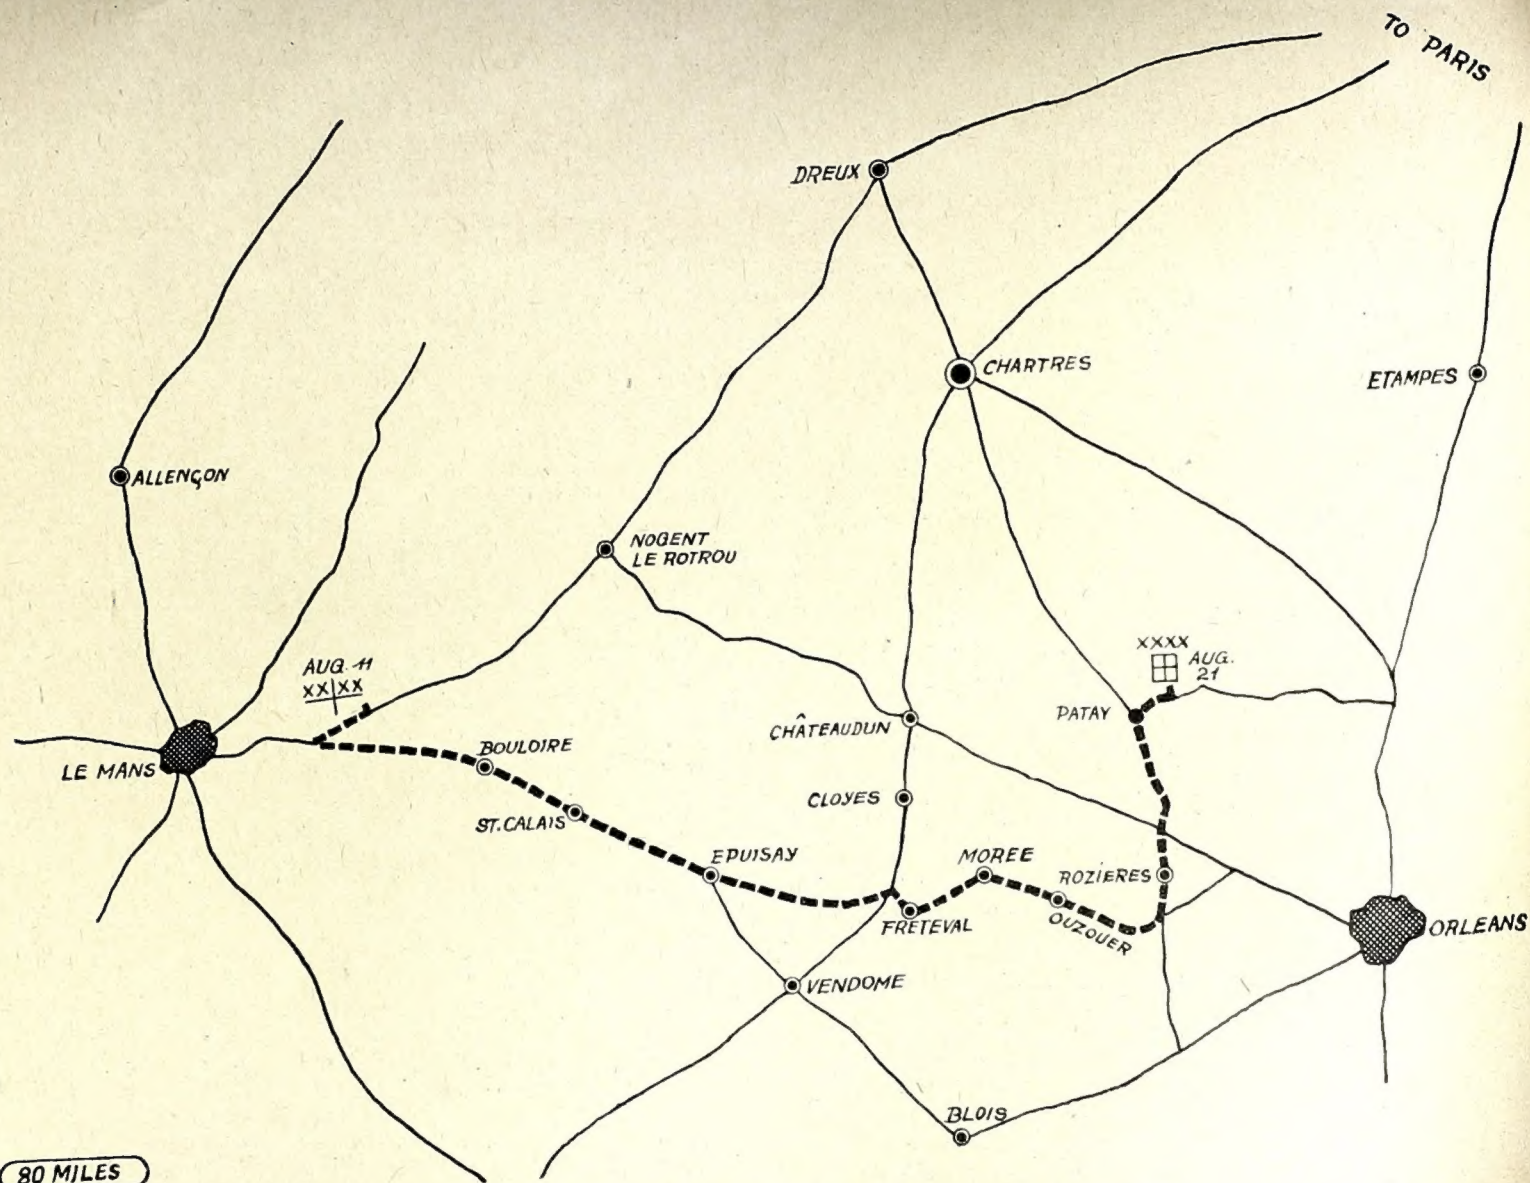 TO PARIS
DREUX
CHARTRES
ETAMPES
ALLENÇON
NOGENT
LE ROTROU
XXXX
AUG.
21
AUG. 11
XX XX
PATAY
CHÂTEAUDUN
BOULOIRE
LE MANS
CLOYES
ST. CALAIS
EPUISAY
MOREE
ROZIERES
OUZOUER
FRETEVAL
ORLEANS
VENDOME
BLOIS
80 MILES